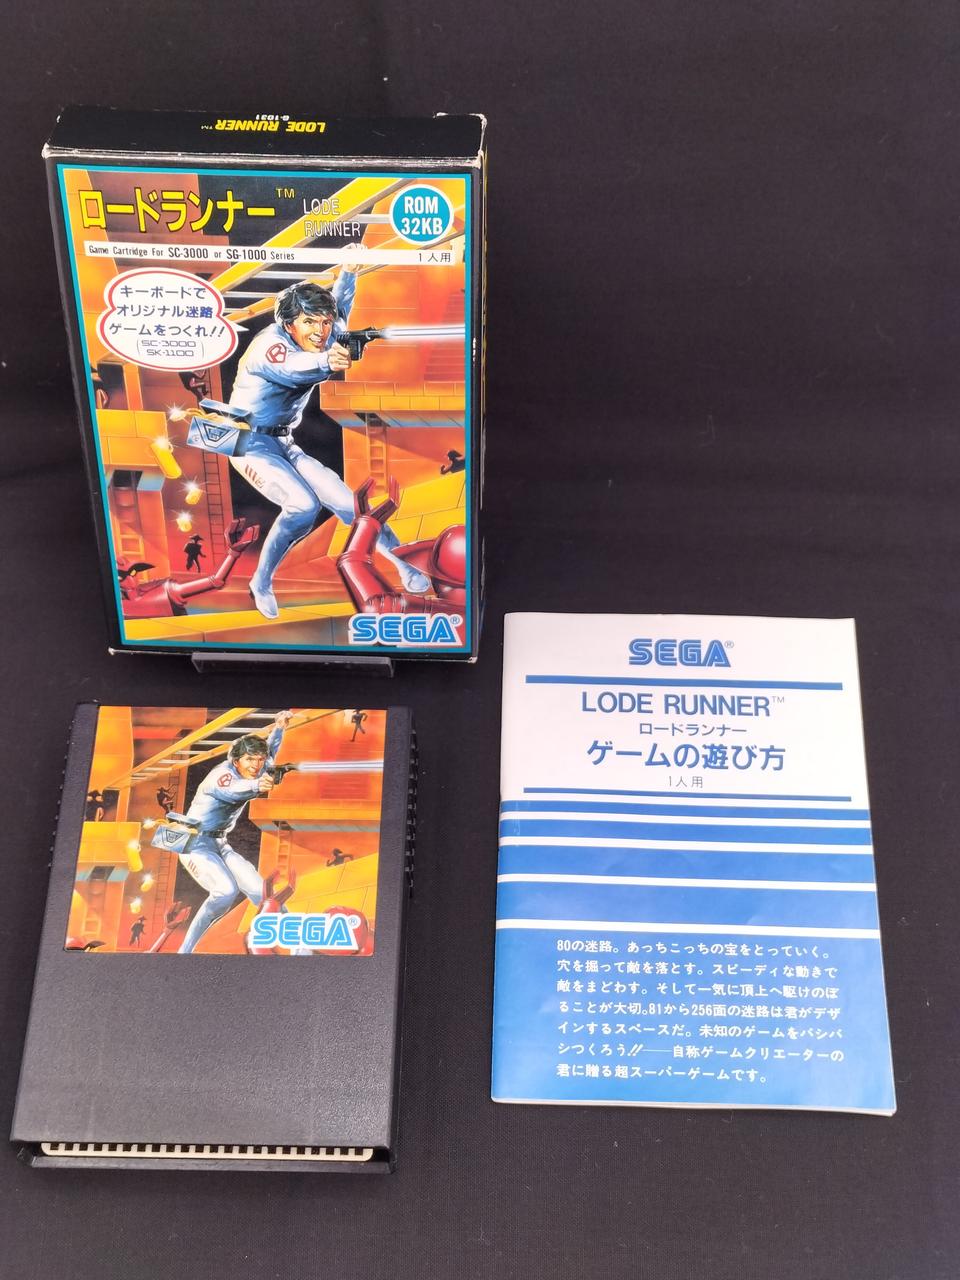 LODE RUNNER™
G-1031
ロードランナー™
LODE
RUNNER
ROM
32KB
Game Cartridge For SC-3000 or SG-1000 Series
1人用
キーボードで
オリジナル迷路
ゲームをつくれ!!
(SC-3000
SK-1100)
SEGA®
SEGA®
SEGA®
LODE RUNNER™
ロードランナー
ゲームの遊び方
1人用
80の迷路。あっちこっちの宝をとっていく。
穴を掘って敵を落とす。スピーディな動きで
敵をまどわす。そして一気に頂上へ駆けのぼ
ることが大切。81から256面の迷路は君がデザ
インするスペースだ。未知のゲームをバシバ
シつくろう!!──自称ゲームクリエーターの
君に贈る超スーパーゲームです。